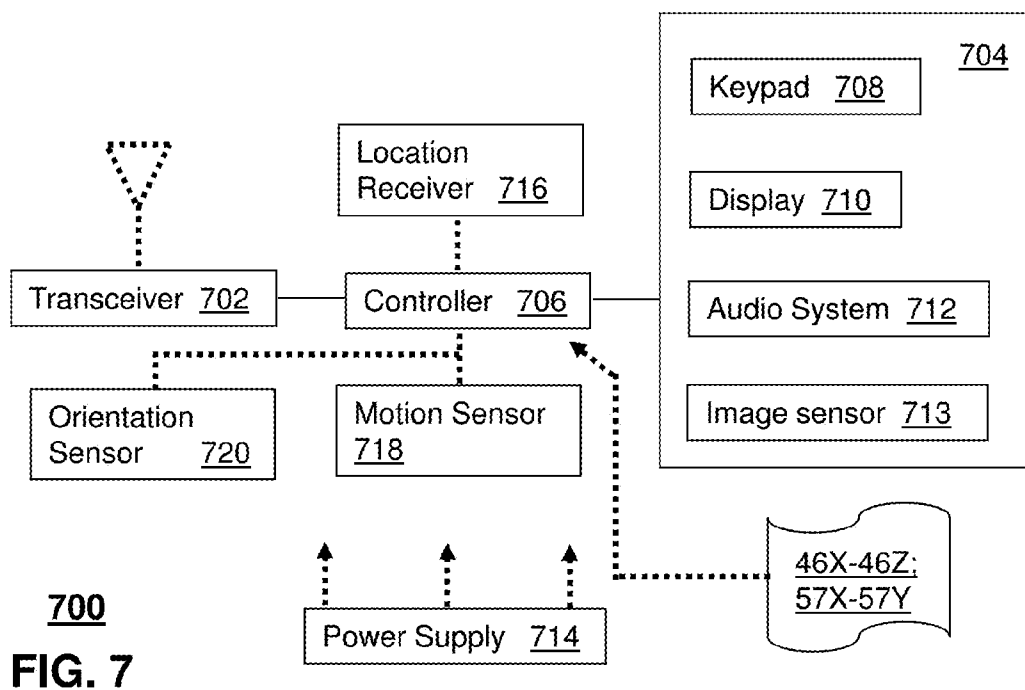 704
Keypad 708
Location
Receiver 716
Display 710
Transceiver 702
Controller 706
Audio System 712
Orientation
Sensor 720
Motion Sensor
718
Image sensor 713
46X-46Z;
57X-57Y
700
Power Supply 714
FIG. 7